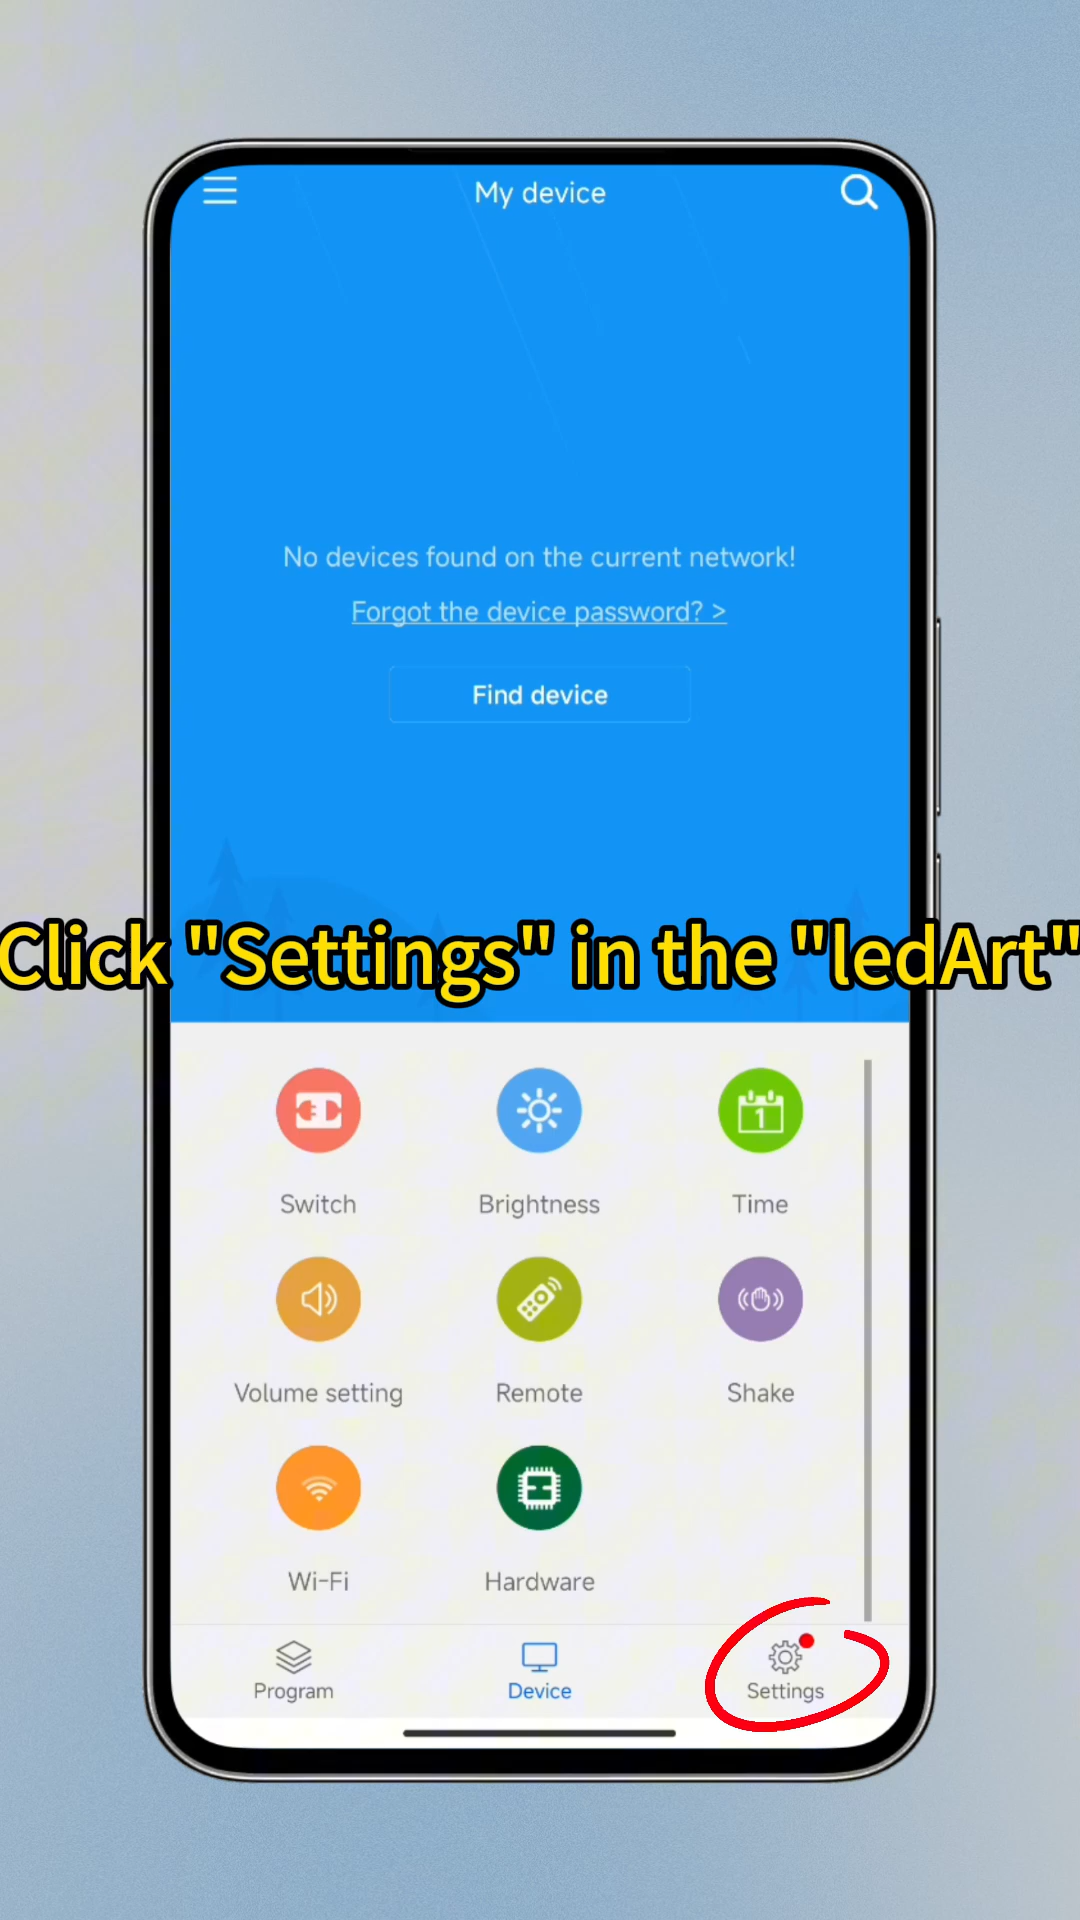 My device
No devices found on the current network!
Forgot the device password? >
Find device
Click "Settings" in the "ledArt"
1
Switch
Brightness
Time
Volume setting
Remote
Shake
Wi-Fi
Hardware
Program
Device
Settings